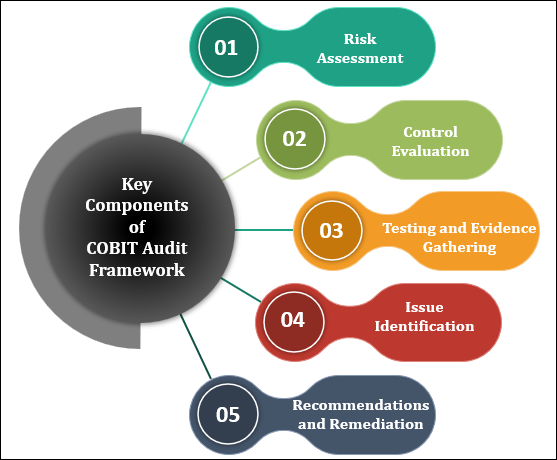 Key
Components
of
COBIT Audit
Framework
01
Risk
Assessment
02
Control
Evaluation
03
Testing and Evidence
Gathering
04
Issue
Identification
05
Recommendations
and Remediation